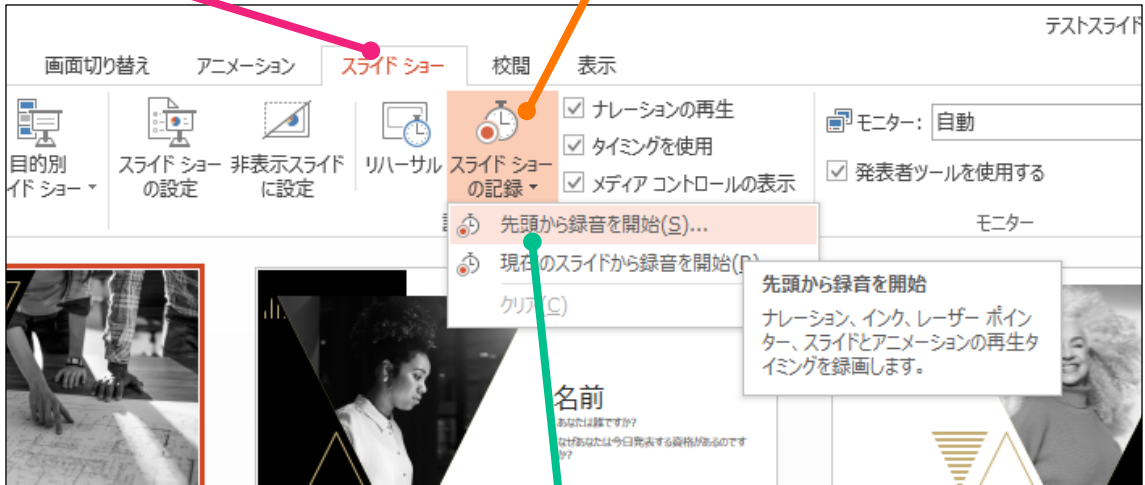 テストスライド
画面切り替え アニメーション スライド ショー 校閲 表示
目的別
イド ショー
スライド ショー
の設定
非表示スライド
に設定
リハーサル
スライド ショー
の記録
ナレーションの再生
タイミングを使用
メディア コントロールの表示
モニター: 自動
発表者ツールを使用する
モニター
先頭から録音を開始(S)...
現在のスライドから録音を開始(R)...
クリア(C)
先頭から録音を開始
ナレーション、インク、レーザー ポイン
ター、スライドとアニメーションの再生タ
イミングを録画します。
名前
あなたは誰ですか?
なぜあなたは今日発表する資格があるのです
か?